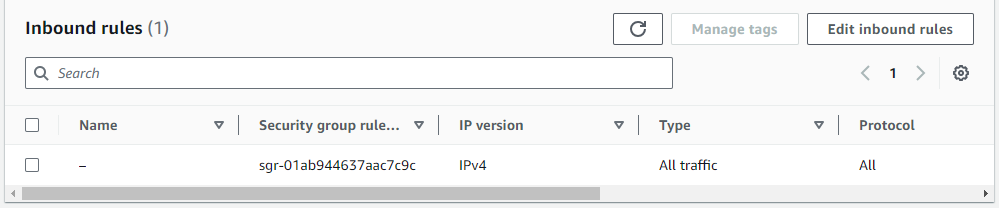 Inbound rules (1)
Manage tags
Edit inbound rules
Search
1
Name Security group rule... IP version Type Protocol
– sgr-01ab944637aac7c9c IPv4 All traffic All